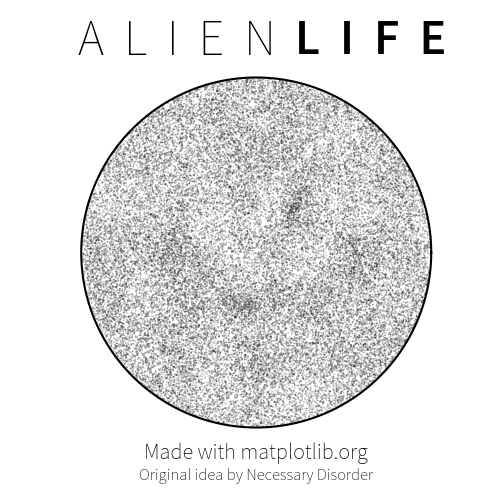 ALIENLIFE
Made with matplotlib.org
Original idea by Necessary Disorder